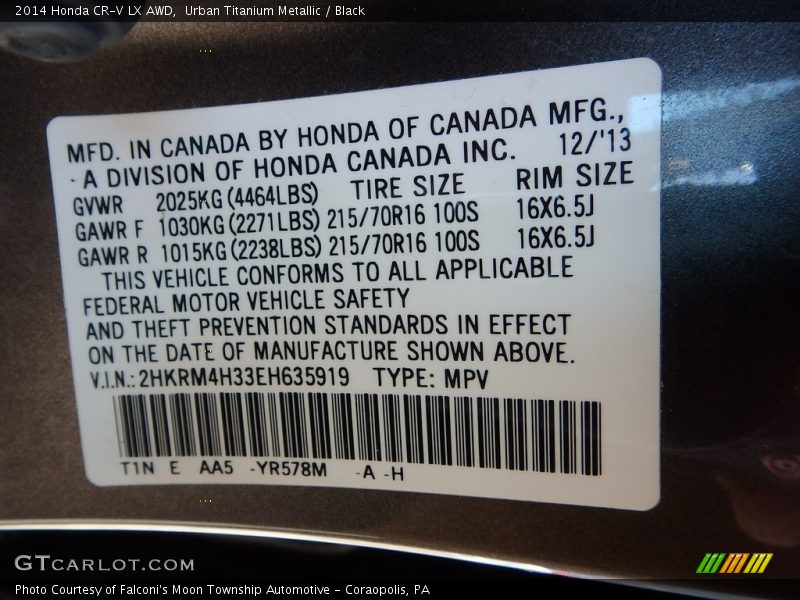 2014 Honda CR-V LX AWD,  Urban Titanium Metallic / Black
MFD. IN CANADA BY HONDA OF CANADA MFG.,
A DIVISION OF HONDA CANADA INC. 12/'13
GVWR 2025KG(4464LBS) TIRE SIZE RIM SIZE
GAWR F 1030KG(2271LBS) 215/70R16 100S 16X6.5J
GAWR R 1015KG(2238LBS) 215/70R16 100S 16X6.5J
THIS VEHICLE CONFORMS TO ALL APPLICABLE
FEDERAL MOTOR VEHICLE SAFETY
AND THEFT PREVENTION STANDARDS IN EFFECT
ON THE DATE OF MANUFACTURE SHOWN ABOVE.
V.I.N.:2HKRM4H33EH635919 TYPE: MPV
T1N E AA5 -YR578M -A -H
GTCARLOT.COM
Photo Courtesy of Falconi's Moon Township Automotive - Coraopolis, PA